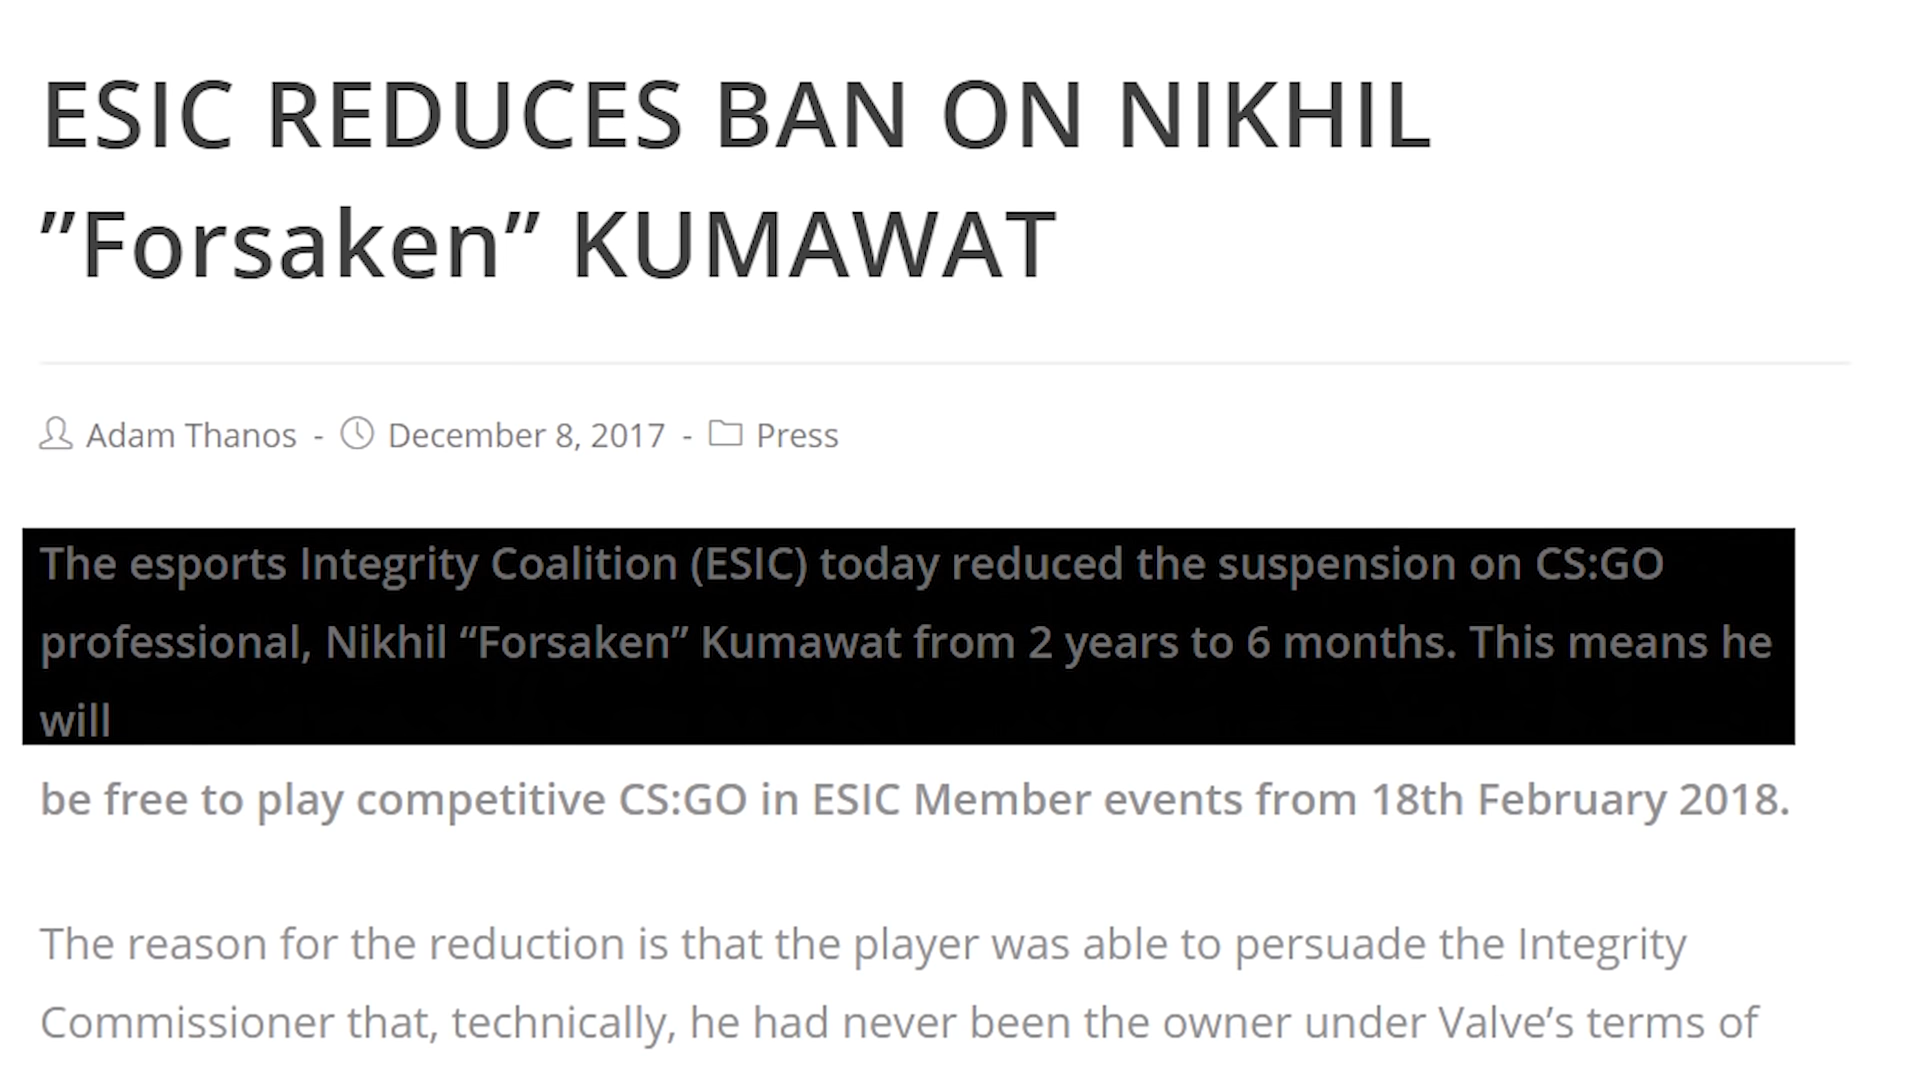 ESIC REDUCES BAN ON NIKHIL
”Forsaken” KUMAWAT
Adam Thanos - December 8, 2017 - Press
The esports Integrity Coalition (ESIC) today reduced the suspension on CS:GO
professional, Nikhil “Forsaken” Kumawat from 2 years to 6 months. This means he
will
be free to play competitive CS:GO in ESIC Member events from 18th February 2018.
The reason for the reduction is that the player was able to persuade the Integrity
Commissioner that, technically, he had never been the owner under Valve’s terms of